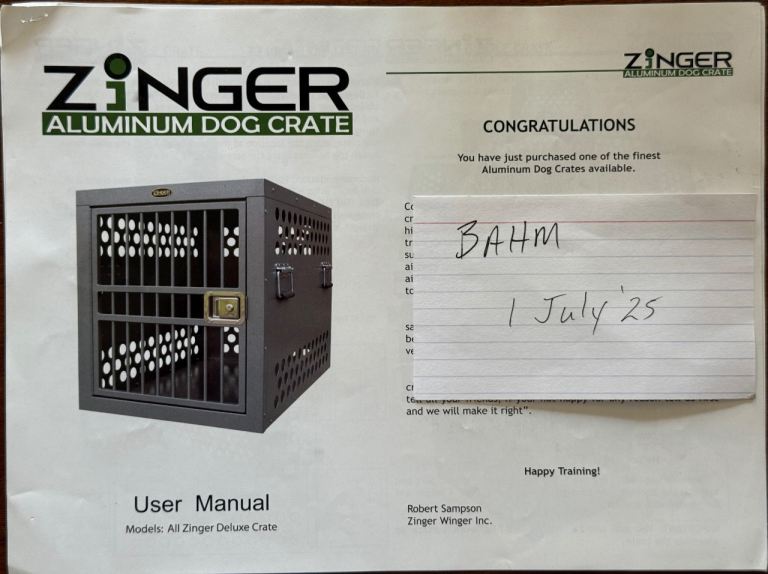 ZiNGER
ALUMINUM DOG CRATE
User Manual
Models: All Zinger Deluxe Crate
ZiNGER
ALUMINUM DOG CRATE
CONGRATULATIONS
You have just purchased one of the finest
Aluminum Dog Crates available.
BAHM
1 July '25
and we will make it right”.
Happy Training!
Robert Sampson
Zinger Winger Inc.